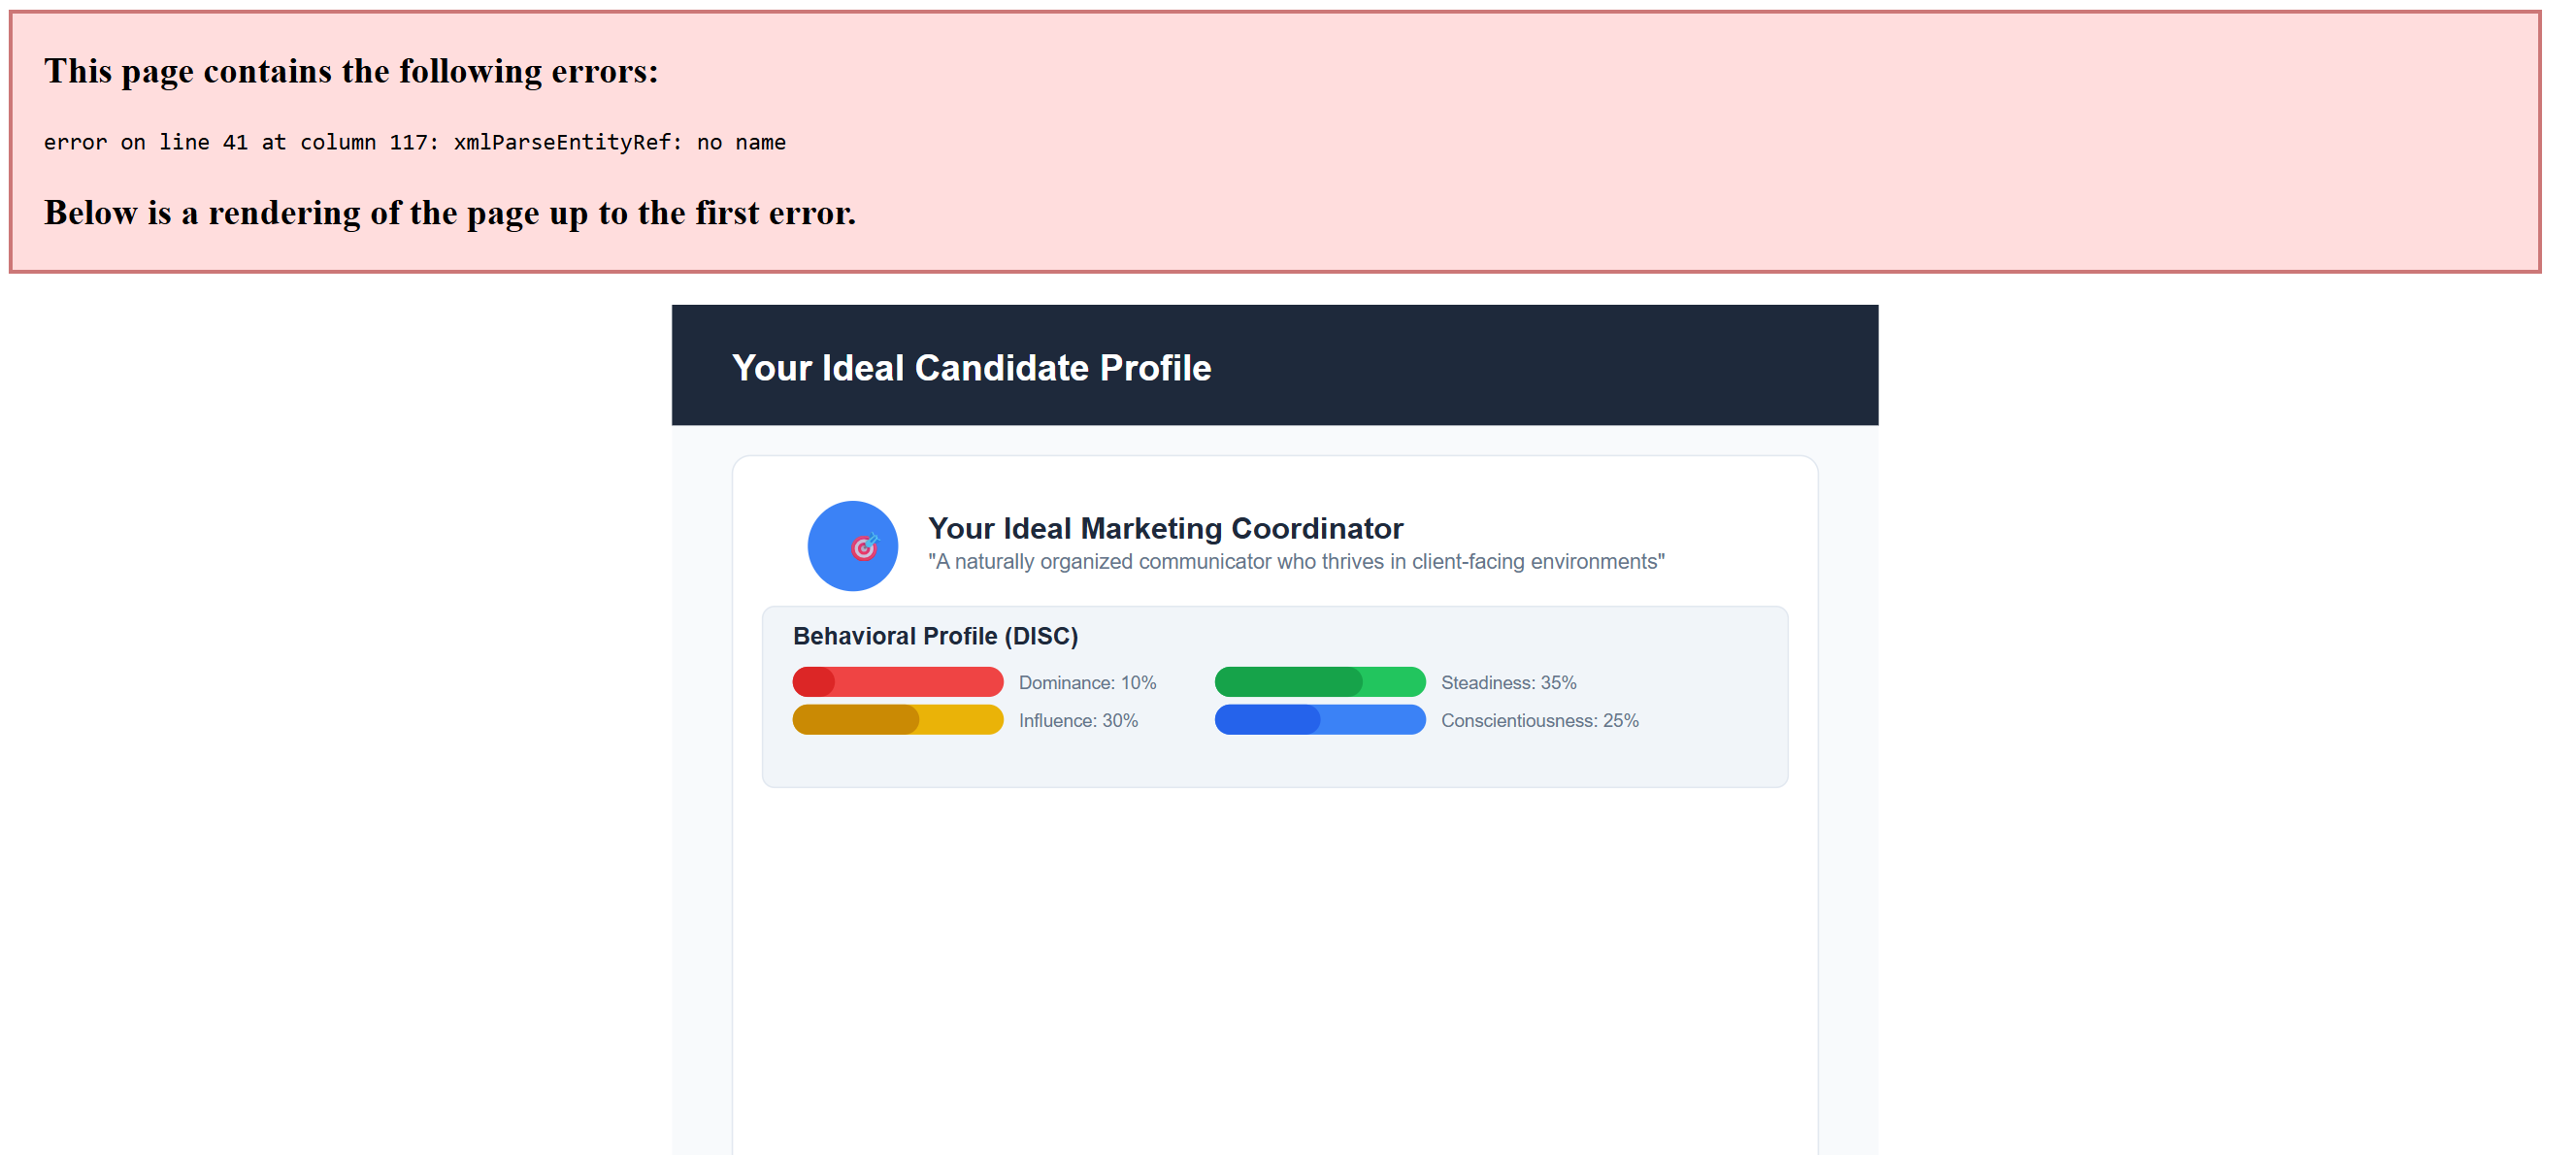 This page contains the following errors:
error on line 41 at column 117: xmlParseEntityRef: no name
Below is a rendering of the page up to the first error.
Your Ideal Candidate Profile
Your Ideal Marketing Coordinator
"A naturally organized communicator who thrives in client-facing environments"
Behavioral Profile (DISC)
Dominance: 10%
Steadiness: 35%
Influence: 30%
Conscientiousness: 25%